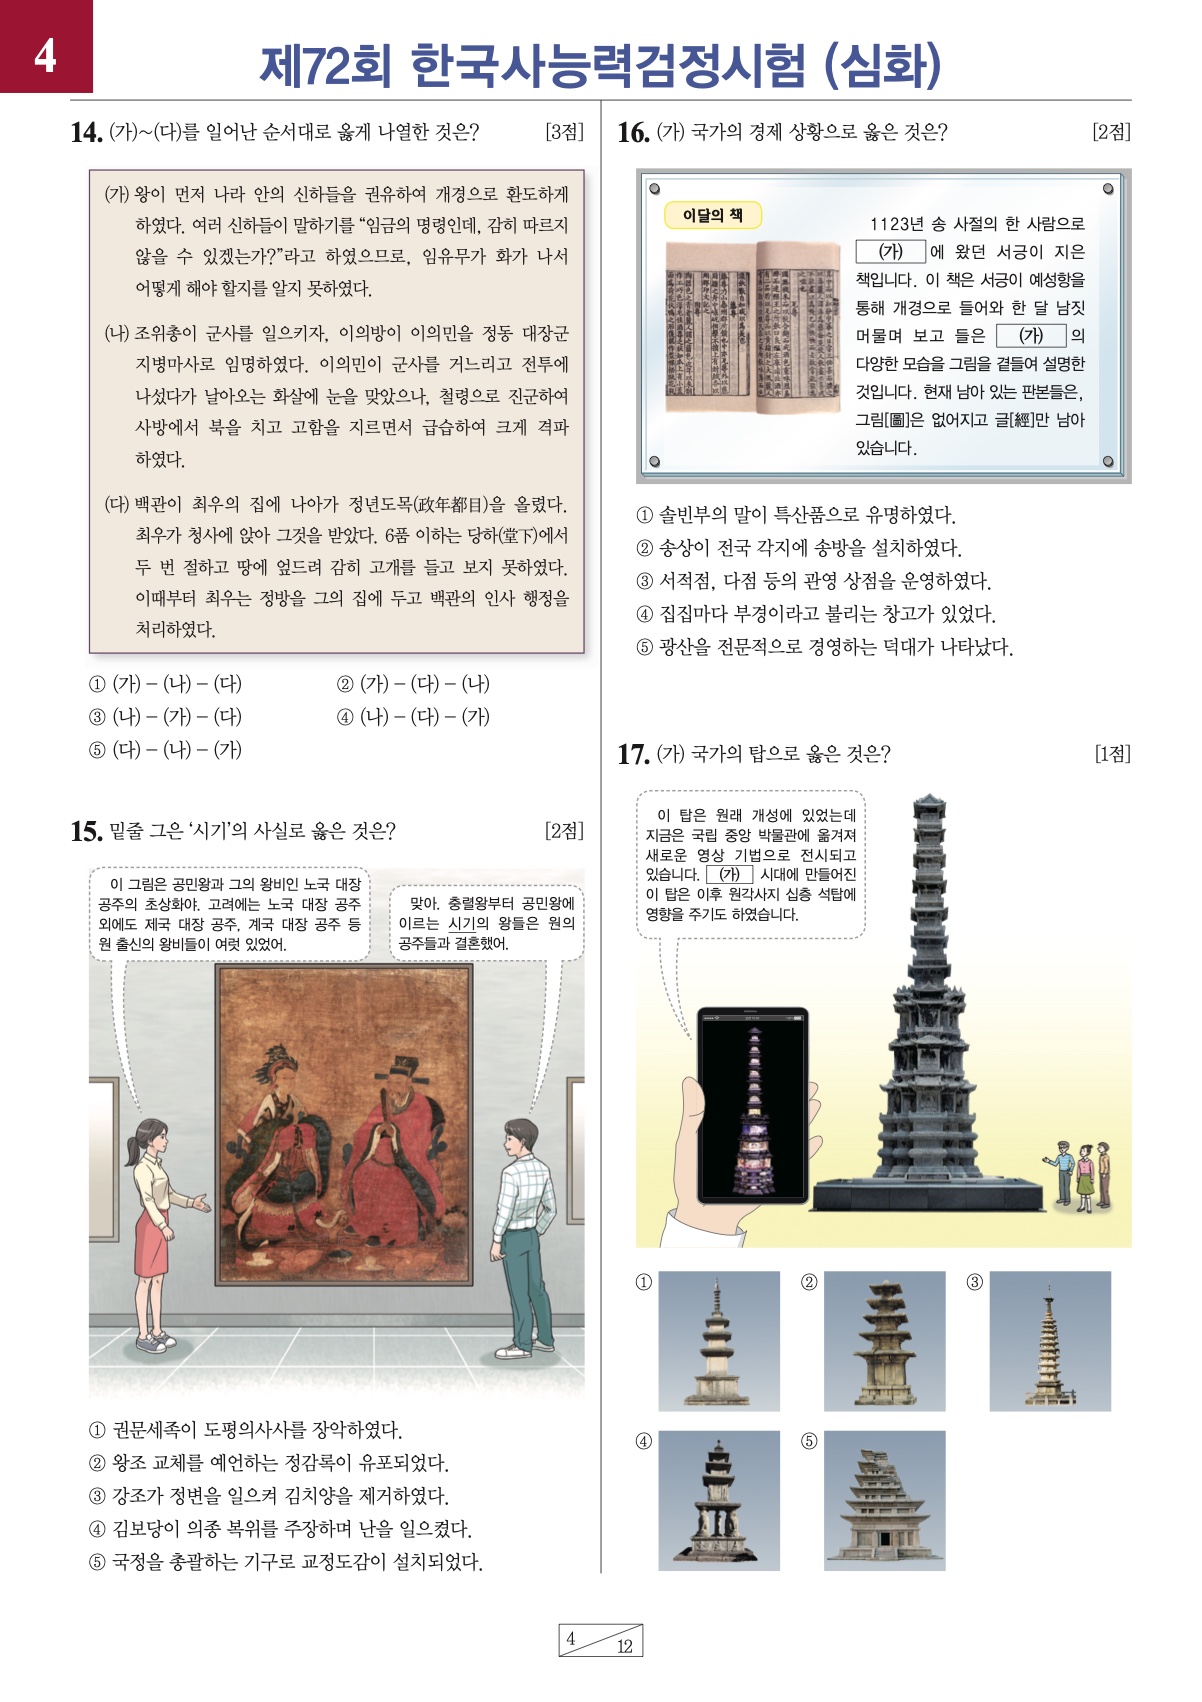 4
제72회 한국사능력검정시험 (심화)
14. (가)~(다)를 일어난 순서대로 옳게 나열한 것은? [3점]
(가) 왕이 먼저 나라 안의 신하들을 권유하여 개경으로 환도하게
하였다. 여러 신하들이 말하기를 “임금의 명령인데, 감히 따르지
않을 수 있겠는가?”라고 하였으므로, 임유무가 화가 나서
어떻게 해야 할지를 알지 못하였다.
(나) 조위총이 군사를 일으키자, 이의방이 이의민을 정동 대장군
지병마사로 임명하였다. 이의민이 군사를 거느리고 전투에
나섰다가 날아오는 화살에 눈을 맞았으나, 철령으로 진군하여
사방에서 북을 치고 고함을 지르면서 급습하여 크게 격파
하였다.
(다) 백관이 최우의 집에 나아가 정년도목(政年都目)을 올렸다.
최우가 청사에 앉아 그것을 받았다. 6품 이하는 당하(堂下)에서
두 번 절하고 땅에 엎드려 감히 고개를 들고 보지 못하였다.
이때부터 최우는 정방을 그의 집에 두고 백관의 인사 행정을
처리하였다.
① (가) - (나) - (다) ② (가) - (다) - (나)
③ (나) - (가) - (다) ④ (나) - (다) - (가)
⑤ (다) - (나) - (가)
15. 밑줄 그은 ‘시기’의 사실로 옳은 것은? [2점]
이 그림은 공민왕과 그의 왕비인 노국 대장
공주의 초상화야. 고려에는 노국 대장 공주
외에도 제국 대장 공주, 계국 대장 공주 등
원 출신의 왕비들이 여럿 있었어.
맞아. 충렬왕부터 공민왕에
이르는 시기의 왕들은 원의
공주들과 결혼했어.
① 권문세족이 도평의사사를 장악하였다.
② 왕조 교체를 예언하는 정감록이 유포되었다.
③ 강조가 정변을 일으켜 김치양을 제거하였다.
④ 김보당이 의종 복위를 주장하며 난을 일으켰다.
⑤ 국정을 총괄하는 기구로 교정도감이 설치되었다.
16. (가) 국가의 경제 상황으로 옳은 것은? [2점]
이달의 책
1123년 송 사절의 한 사람으로
(가) 에 왔던 서긍이 지은
책입니다. 이 책은 서긍이 예성항을
통해 개경으로 들어와 한 달 남짓
머물며 보고 들은 (가) 의
다양한 모습을 그림을 곁들여 설명한
것입니다. 현재 남아 있는 판본들은,
그림[圖]은 없어지고 글[經]만 남아
있습니다.
① 솔빈부의 말이 특산품으로 유명하였다.
② 송상이 전국 각지에 송방을 설치하였다.
③ 서적점, 다점 등의 관영 상점을 운영하였다.
④ 집집마다 부경이라고 불리는 창고가 있었다.
⑤ 광산을 전문적으로 경영하는 덕대가 나타났다.
17. (가) 국가의 탑으로 옳은 것은? [1점]
이 탑은 원래 개성에 있었는데
지금은 국립 중앙 박물관에 옮겨져
새로운 영상 기법으로 전시되고
있습니다. (가) 시대에 만들어진
이 탑은 이후 원각사지 십층 석탑에
영향을 주기도 하였습니다.
① ② ③
④ ⑤
4 12